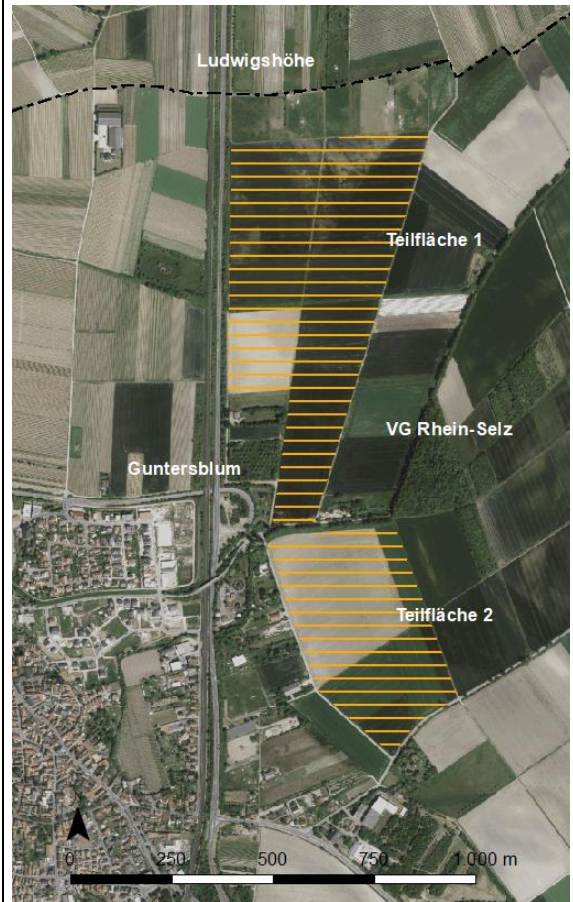 Ludwigshöhe
Teilfläche 1
VG Rhein-Selz
Guntersblum
Teilfläche 2
0 250 500 750 1.000 m